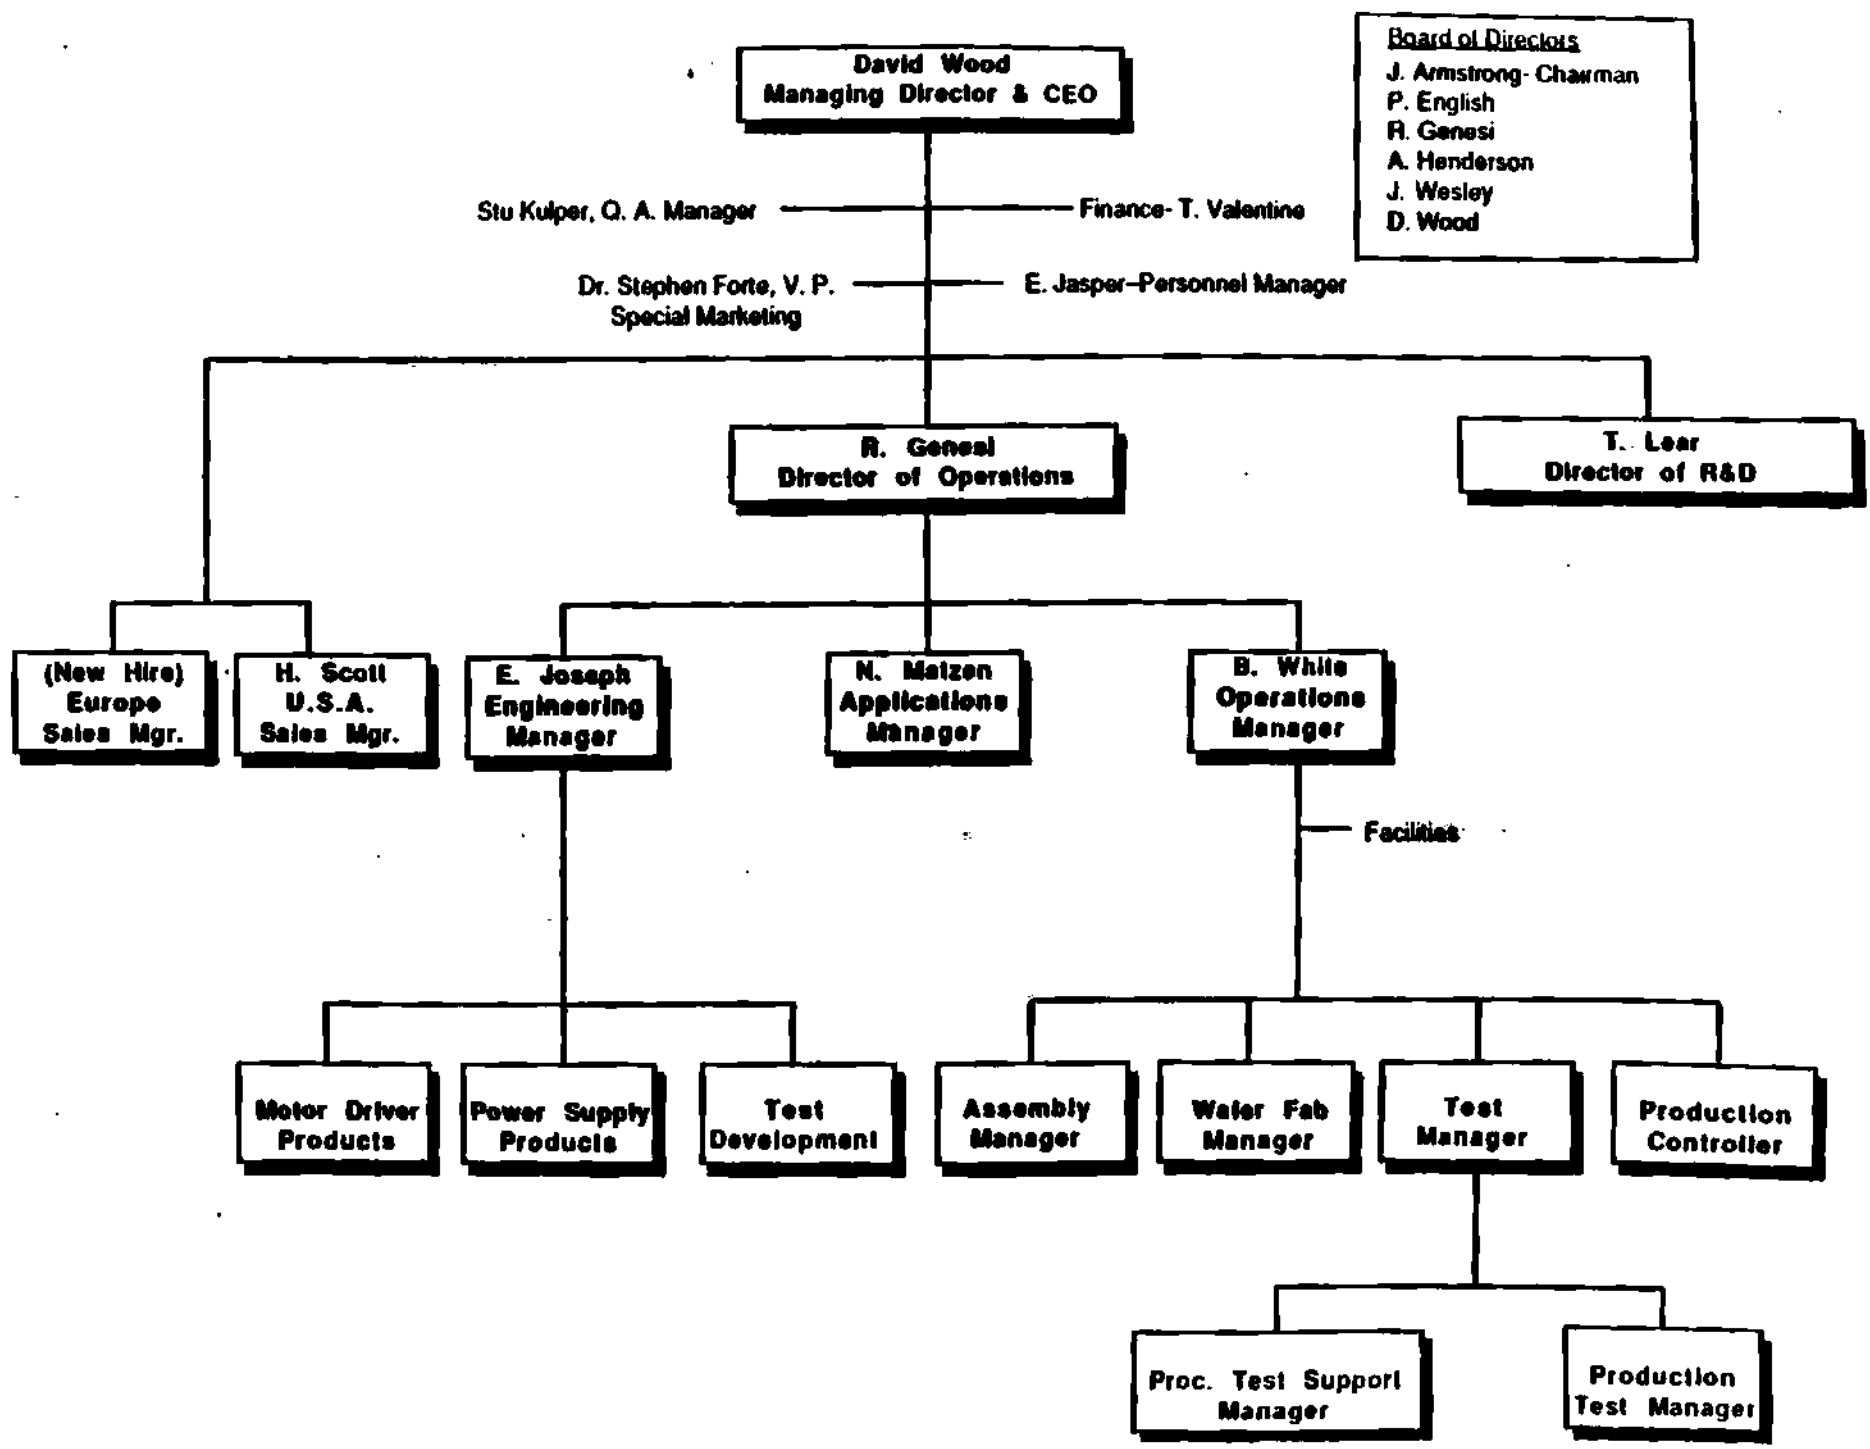 David Wood
Managing Director & CEO
Board of Directors
J. Armstrong- Chairman
P. English
R. Genesi
A. Henderson
J. Wesley
D. Wood
Stu Kulper, Q. A. Manager
Finance- T. Valentine
Dr. Stephen Forte, V. P.
Special Marketing
E. Jasper–Personnel Manager
R. Genesi
Director of Operations
T. Lear
Director of R&D
(New Hire)
Europe
Sales Mgr.
H. Scott
U.S.A.
Sales Mgr.
E. Joseph
Engineering
Manager
N. Matzen
Applications
Manager
B. White
Operations
Manager
Facilities
Motor Driver
Products
Power Supply
Products
Test
Development
Assembly
Manager
Wafer Fab
Manager
Test
Manager
Production
Controller
Proc. Test Support
Manager
Production
Test Manager